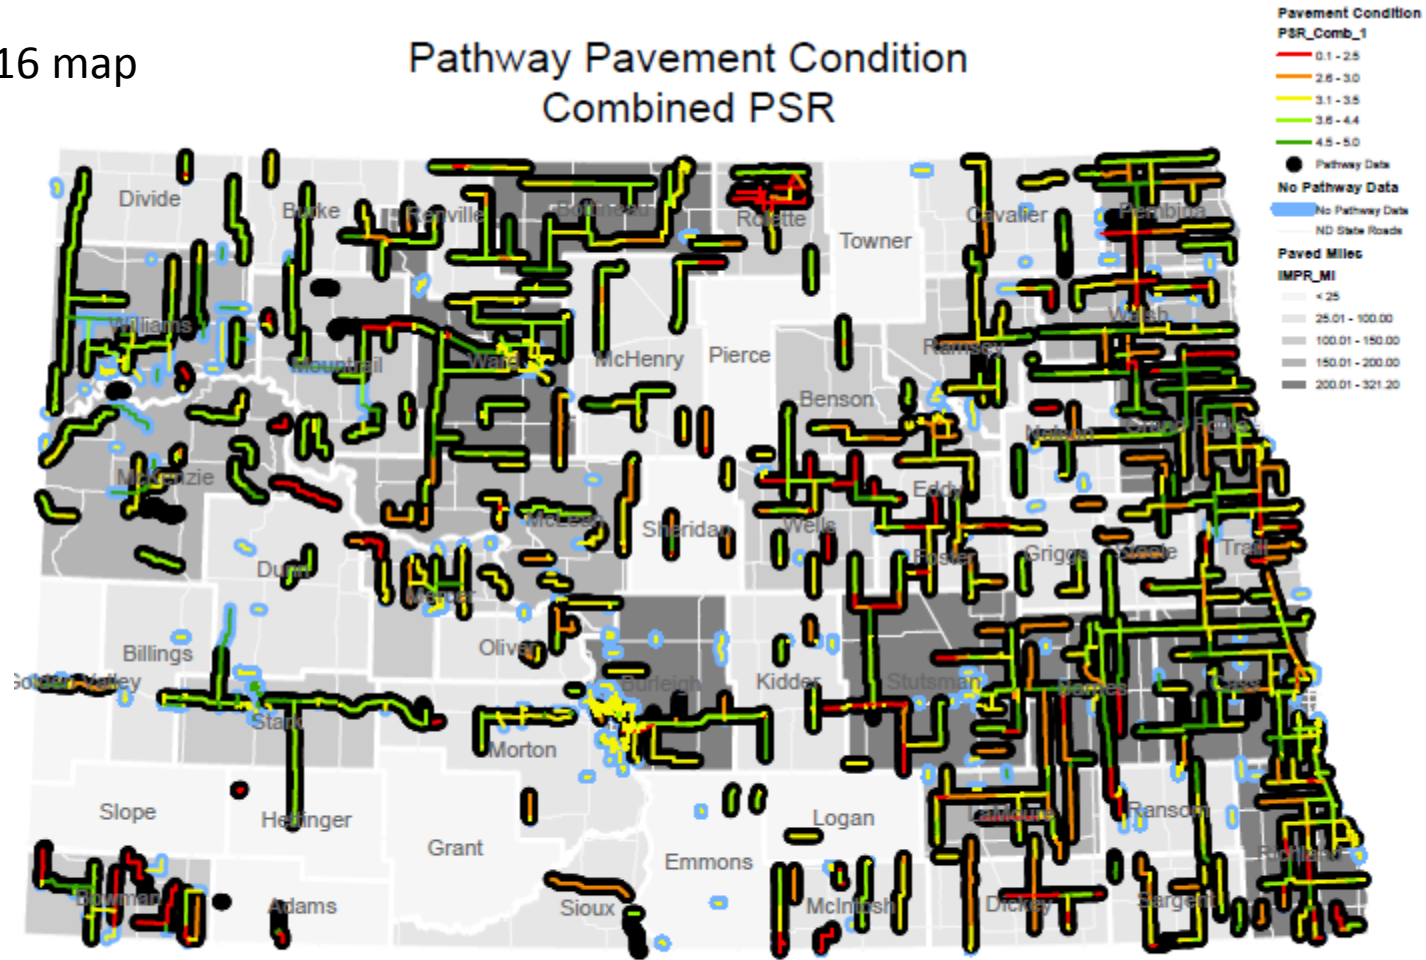 16 map
Pathway Pavement Condition
Combined PSR
Pavement Condition
PSR_Comb_1
0.1 - 2.5
2.6 - 3.0
3.1 - 3.5
3.6 - 4.4
4.5 - 5.0
Pathway Data
No Pathway Data
No Pathway Data
ND State Roads
Paved Miles
IMPR_MI
< 25
25.01 - 100.00
100.01 - 150.00
150.01 - 200.00
200.01 - 321.20
Divide
Burke
Renville
Bottineau
Rolette
Towner
Cavalier
Pembina
Williams
Mountrail
Ward
McHenry
Pierce
Benson
Ramsey
Walsh
McKenzie
Nelson
Grand Forks
Dunn
Mercer
McLean
Sheridan
Wells
Eddy
Foster
Griggs
Steele
Traill
Billings
Golden Valley
Stark
Oliver
Morton
Burleigh
Kidder
Stutsman
Barnes
Cass
Slope
Hettinger
Grant
Emmons
Logan
LaMoure
Ransom
Richland
Bowman
Adams
Sioux
McIntosh
Dickey
Sargent